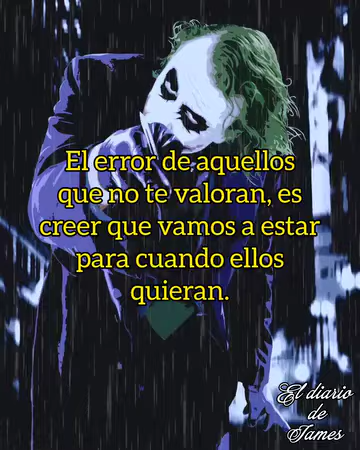 El error de aquellos
que no te valoran, es
creer que vamos a estar
para cuando ellos
quieran.
El diario
de
James